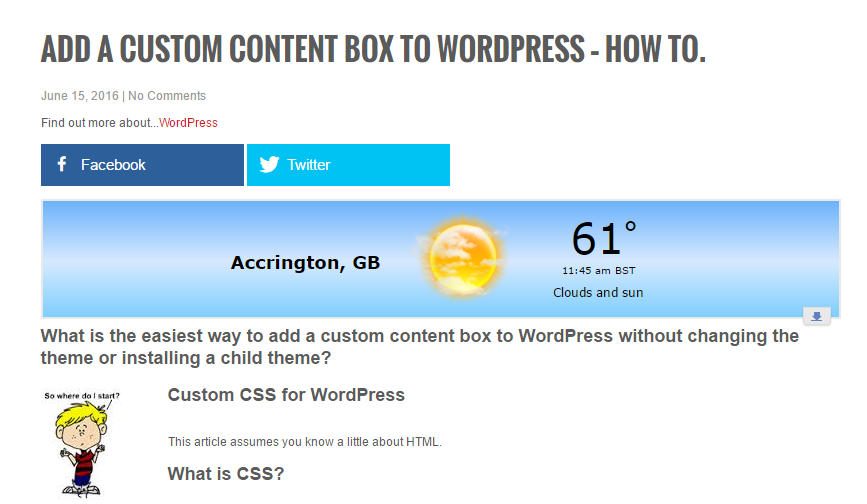 ADD A CUSTOM CONTENT BOX TO WORDPRESS - HOW TO.
June 15, 2016 | No Comments
Find out more about...WordPress
Facebook
Twitter
Accrington, GB
61°
11:45 am BST
Clouds and sun
What is the easiest way to add a custom content box to WordPress without changing the
theme or installing a child theme?
So where do I start?
Custom CSS for WordPress
This article assumes you know a little about HTML.
What is CSS?